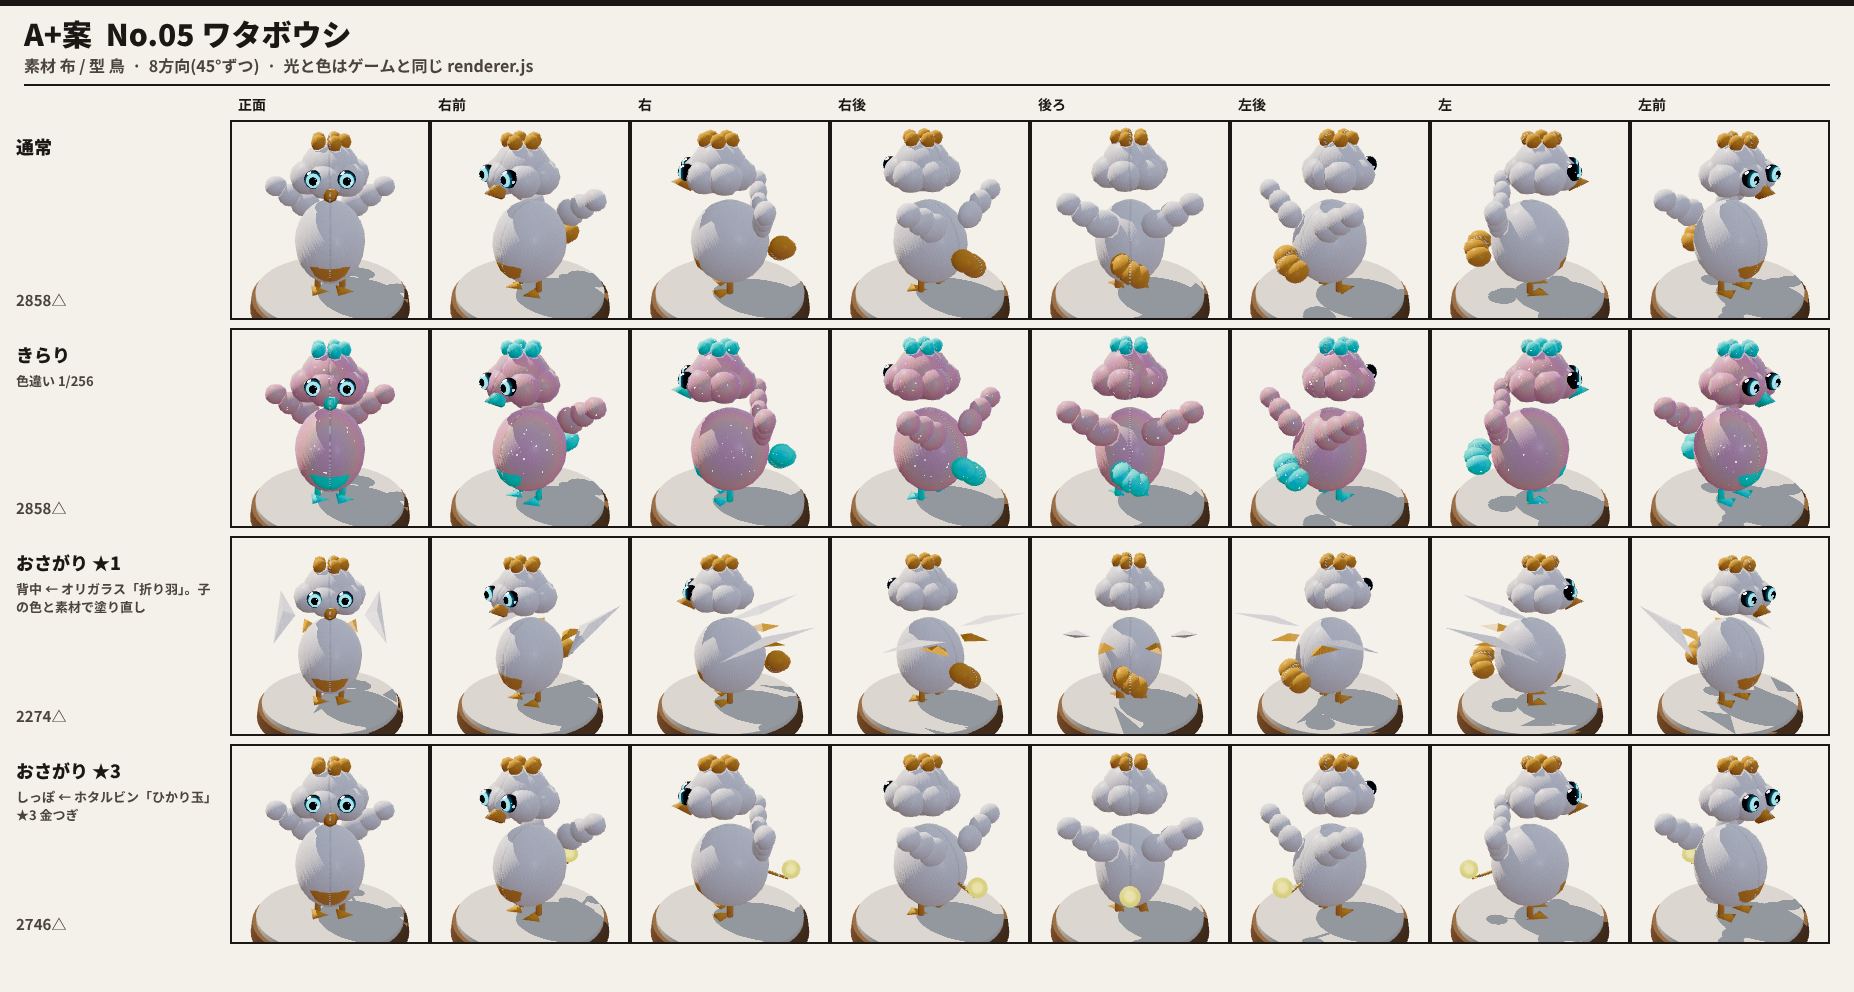 A+案 No.05 ワタボウシ
素材 布 / 型 鳥 ・ 8方向(45°ずつ) ・ 光と色はゲームと同じ renderer.js
正面 右前 右 右後 後ろ 左後 左 左前
通常
2858△
きらり
色違い 1/256
2858△
おさがり ★1
背中 ← オリガラス「折り羽」。子
の色と素材で塗り直し
2274△
おさがり ★3
しっぽ ← ホタルビン「ひかり玉」
★3 金つぎ
2746△